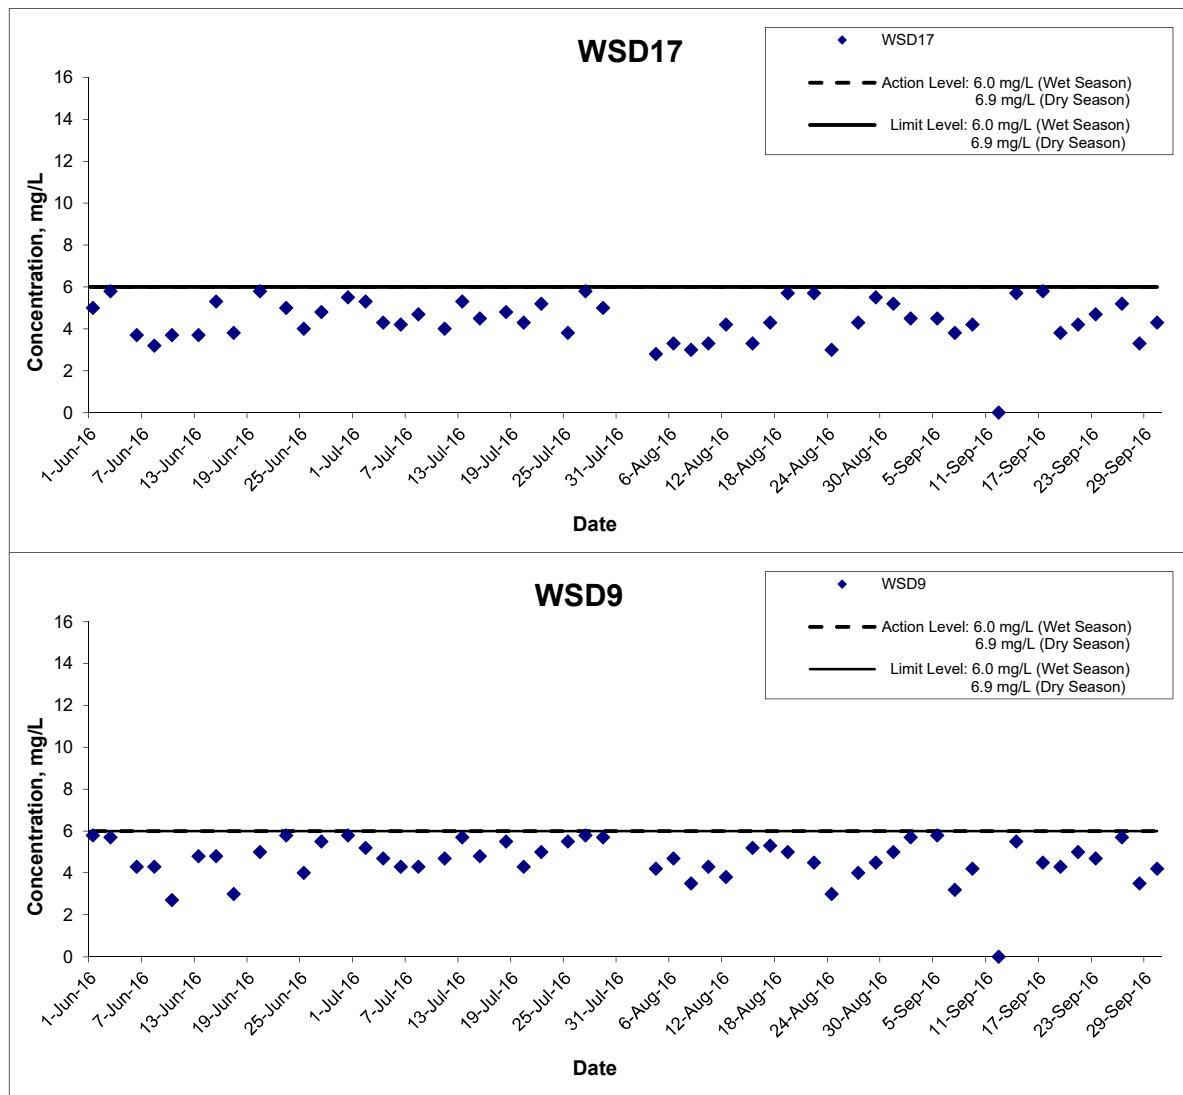 WSD17
WSD17
Action Level: 6.0 mg/L (Wet Season)
6.9 mg/L (Dry Season)
Limit Level: 6.0 mg/L (Wet Season)
6.9 mg/L (Dry Season)
Concentration, mg/L
16
14
12
10
8
6
4
2
0
1-Jun-16
7-Jun-16
13-Jun-16
19-Jun-16
25-Jun-16
1-Jul-16
7-Jul-16
13-Jul-16
19-Jul-16
25-Jul-16
31-Jul-16
6-Aug-16
12-Aug-16
18-Aug-16
24-Aug-16
30-Aug-16
5-Sep-16
11-Sep-16
17-Sep-16
23-Sep-16
29-Sep-16
Date
WSD9
WSD9
Action Level: 6.0 mg/L (Wet Season)
6.9 mg/L (Dry Season)
Limit Level: 6.0 mg/L (Wet Season)
6.9 mg/L (Dry Season)
Concentration, mg/L
16
14
12
10
8
6
4
2
0
1-Jun-16
7-Jun-16
13-Jun-16
19-Jun-16
25-Jun-16
1-Jul-16
7-Jul-16
13-Jul-16
19-Jul-16
25-Jul-16
31-Jul-16
6-Aug-16
12-Aug-16
18-Aug-16
24-Aug-16
30-Aug-16
5-Sep-16
11-Sep-16
17-Sep-16
23-Sep-16
29-Sep-16
Date